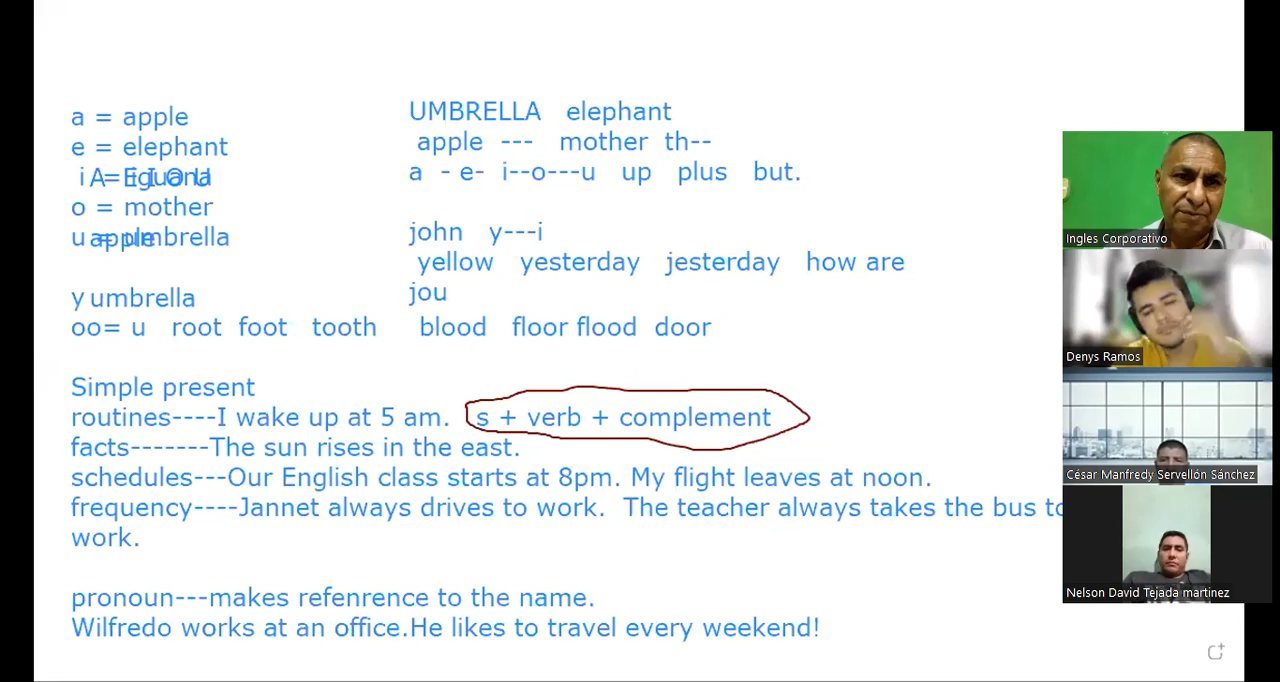 a = apple
e = elephant
i = iguana
A E I O U
o = mother
u = umbrella
apple
y umbrella
oo= u root foot tooth blood floor flood door
UMBRELLA elephant
apple --- mother th--
a - e- i--o---u up plus but.
john y---i
yellow yesterday jesterday how are
jou
Simple present
routines----I wake up at 5 am. s + verb + complement
facts-------The sun rises in the east.
schedules---Our English class starts at 8pm. My flight leaves at noon.
frequency----Jannet always drives to work. The teacher always takes the bus to
work.
pronoun---makes refenrence to the name.
Wilfredo works at an office.He likes to travel every weekend!
Ingles Corporativo
Denys Ramos
César Manfredy Servellón Sánchez
Nelson David Tejada martinez